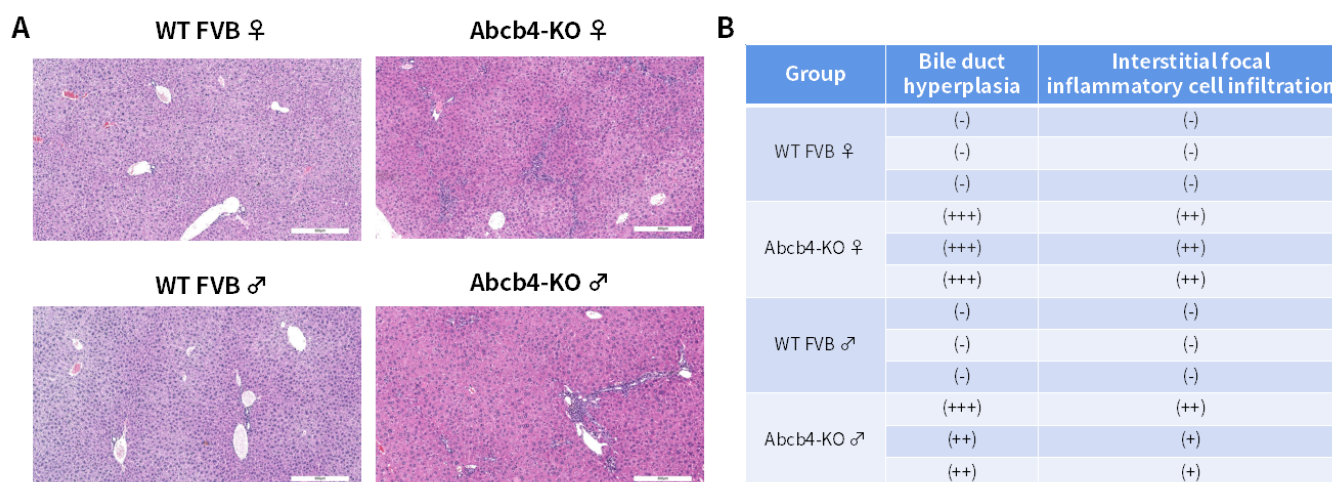 A
WT FVB ♀
Abcb4-KO ♀
WT FVB ♂
Abcb4-KO ♂
B
Group
Bile duct
hyperplasia
Interstitial focal
inflammatory cell infiltration
WT FVB ♀
(-) (-)
(-) (-)
(-) (-)
Abcb4-KO ♀
(+++) (++)
(+++) (++)
(+++) (++)
WT FVB ♂
(-) (-)
(-) (-)
(-) (-)
Abcb4-KO ♂
(+++) (++)
(++) (+)
(++) (+)